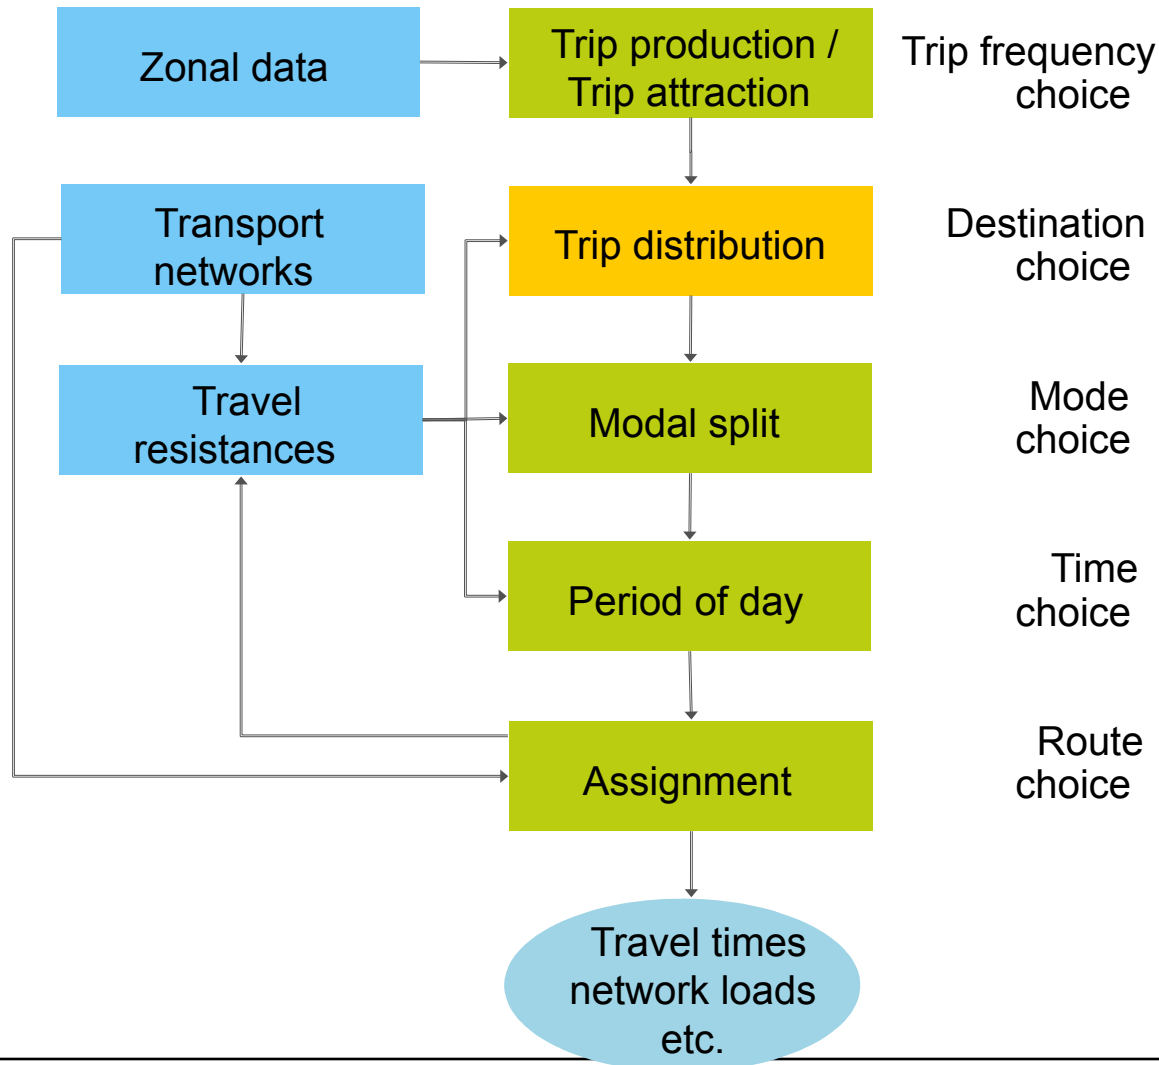 Zonal data
Trip production /
Trip attraction
Trip frequency
choice
Transport
networks
Trip distribution
Destination
choice
Travel
resistances
Modal split
Mode
choice
Period of day
Time
choice
Assignment
Route
choice
Travel times
network loads
etc.